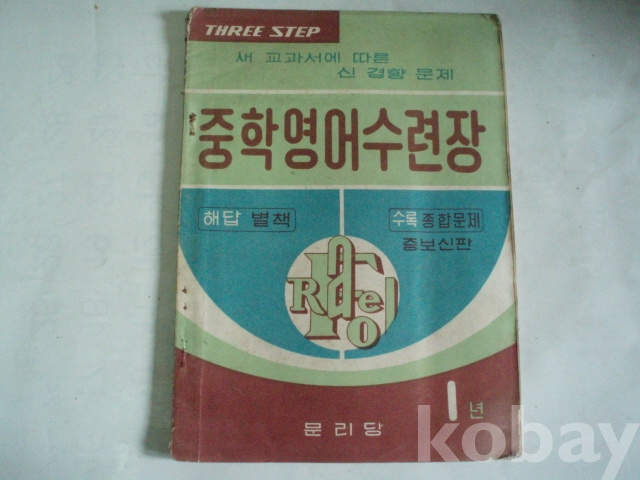 THREE STEP
새 교과서에 따른
신 경향 문제
중학영어수련장
해답 별책
수록 종합문제
증보신판
1년
문리당
kobay